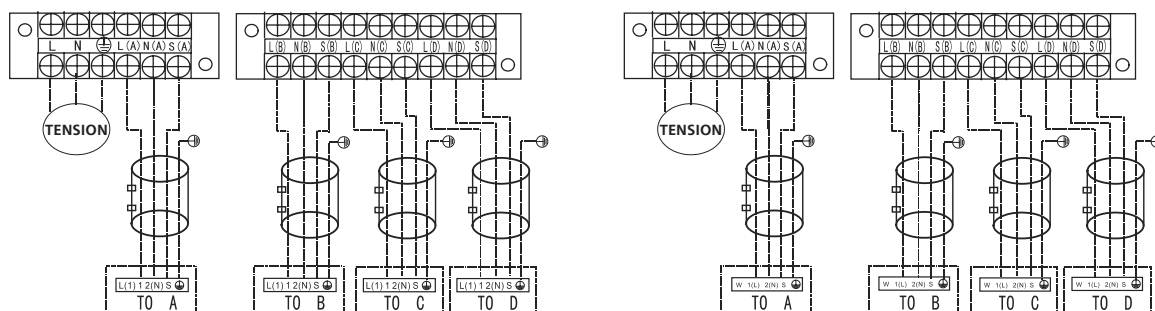 L N L(A) N(A) S(A)
L(B) N(B) S(B) L(C) N(C) S(C) L(D) N(D) S(D)
TENSION
L(1) 1 2(N) S
TO A
L(1) 1 2(N) S
TO B
L(1) 1 2(N) S
TO C
L(1) 1 2(N) S
TO D
L N L(A) N(A) S(A)
L(B) N(B) S(B) L(C) N(C) S(C) L(D) N(D) S(D)
TENSION
W 1(L) 2(N) S
TO A
W 1(L) 2(N) S
TO B
W 1(L) 2(N) S
TO C
W 1(L) 2(N) S
TO D